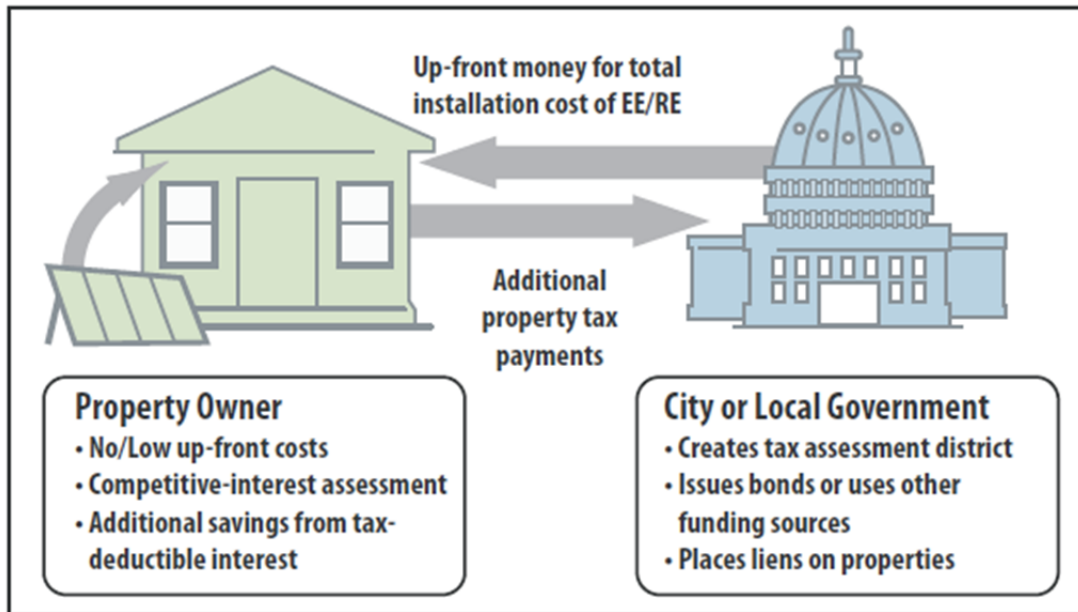 Up-front money for total
installation cost of EE/RE
Additional
property tax
payments
Property Owner
• No/Low up-front costs
• Competitive-interest assessment
• Additional savings from tax-
deductible interest
City or Local Government
• Creates tax assessment district
• Issues bonds or uses other
funding sources
• Places liens on properties